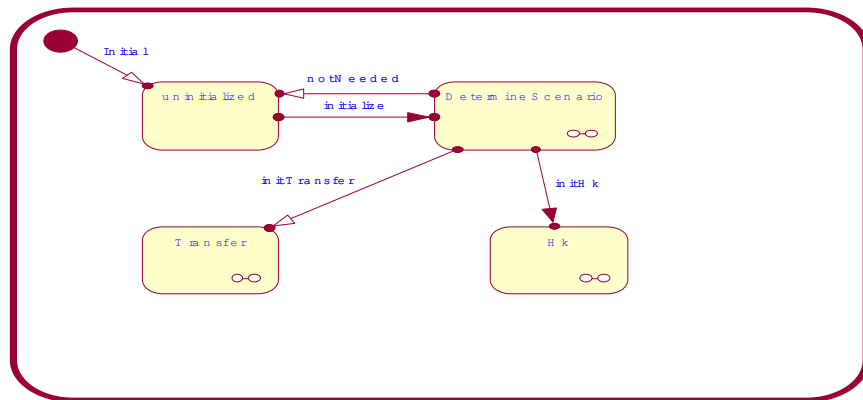 Initial
notNeeded
uninitialized
DetermineScenario
initialize
initTransfer
initHk
Transfer
Hk